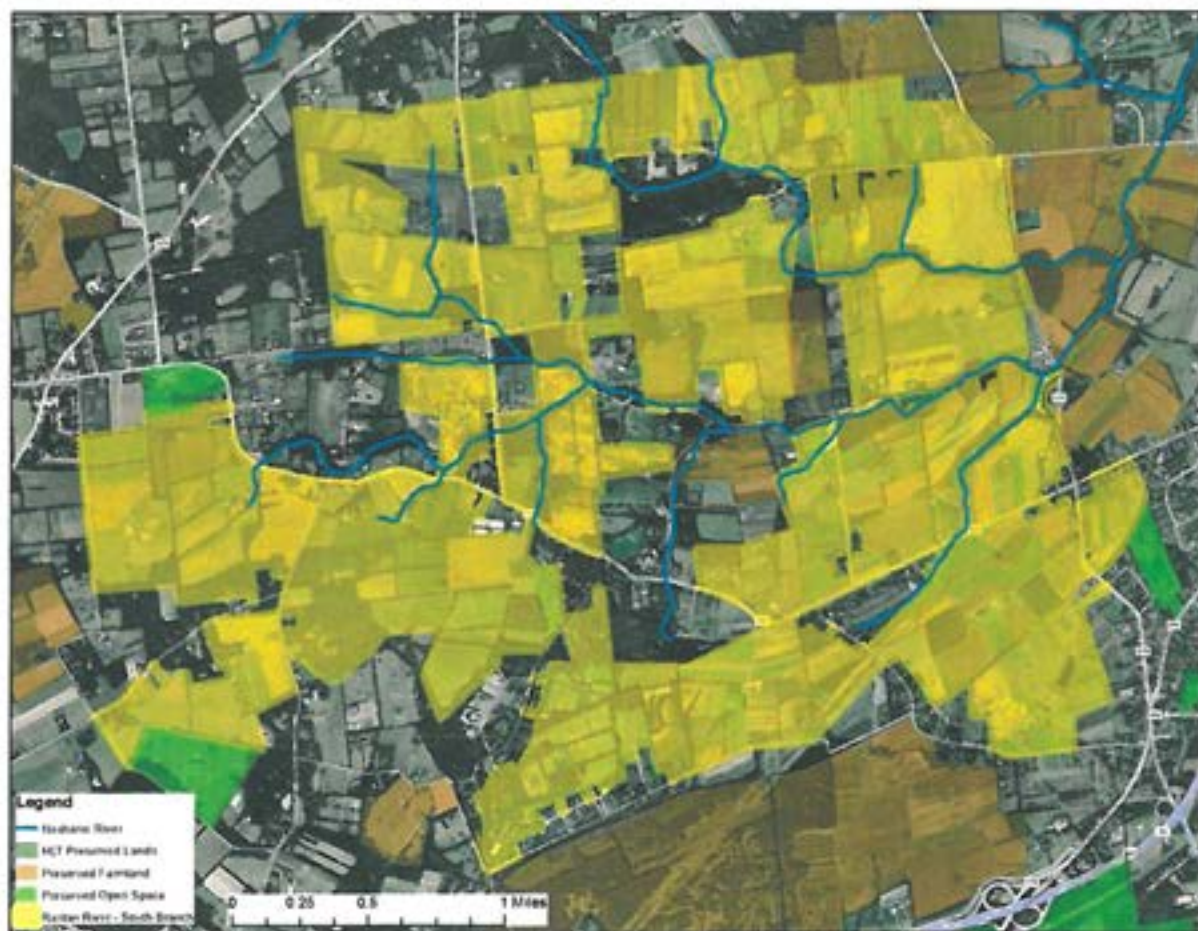 Legend
Neshanic River
HLT Preserved Lands
Preserved Farmland
Preserved Open Space
Raritan River - South Branch
0 0.25 0.5 1 Miles